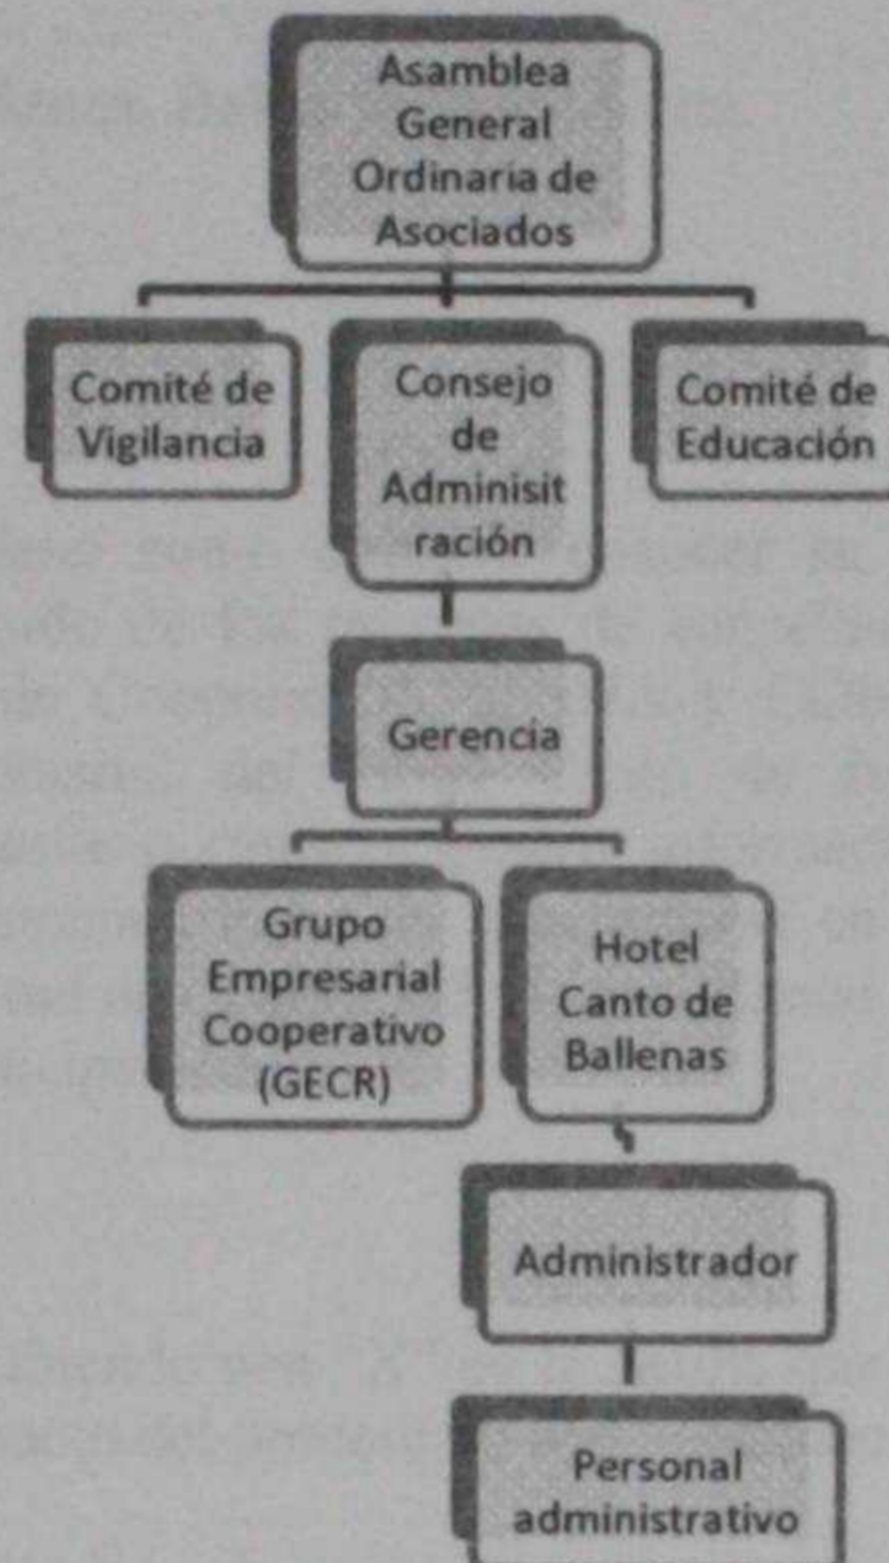 Asamblea
General
Ordinaria de
Asociados
Comité de
Vigilancia
Consejo
de
Adminisit
ración
Comité de
Educación
Gerencia
Grupo
Empresarial
Cooperativo
(GECR)
Hotel
Canto de
Ballenas
Administrador
Personal
administrativo